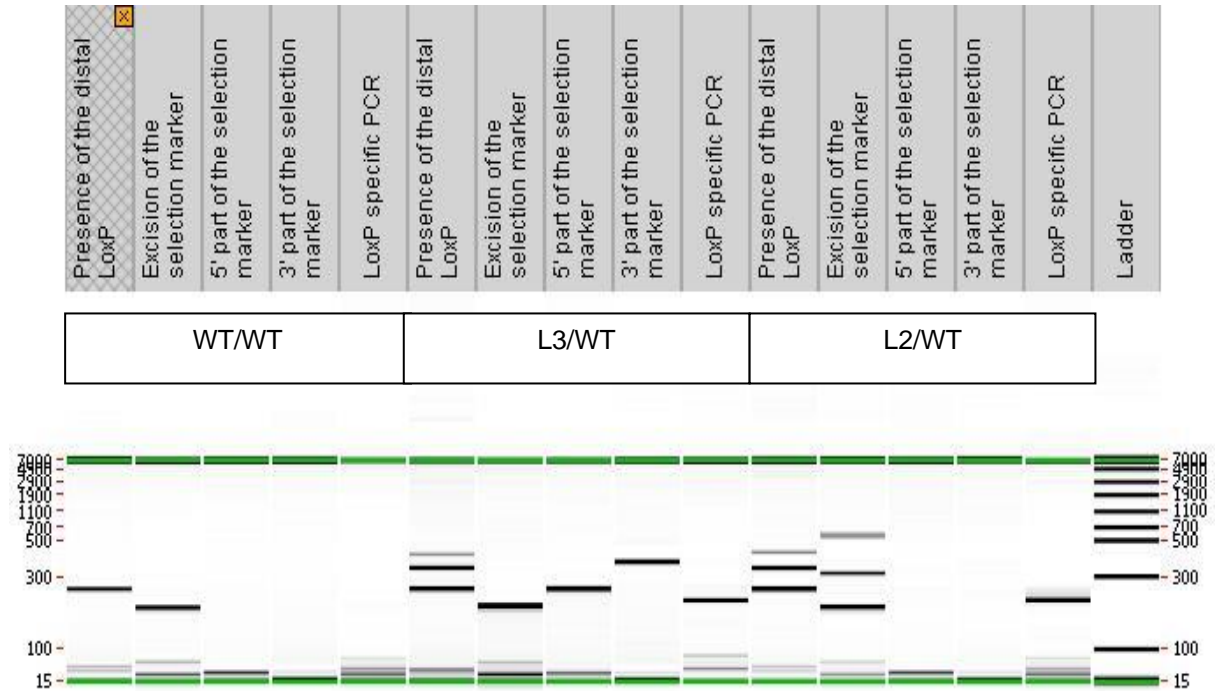 Presence of the distal
LoxP
Excision of the
selection marker
5' part of the selection
marker
3' part of the selection
marker
LoxP specific PCR
Presence of the distal
LoxP
Excision of the
selection marker
5' part of the selection
marker
3' part of the selection
marker
LoxP specific PCR
Presence of the distal
LoxP
Excision of the
selection marker
5' part of the selection
marker
3' part of the selection
marker
LoxP specific PCR
Ladder
WT/WT
L3/WT
L2/WT
7000
2900
1900
1100
700
500
300
100
15
7000
2900
1900
1100
700
500
300
100
15